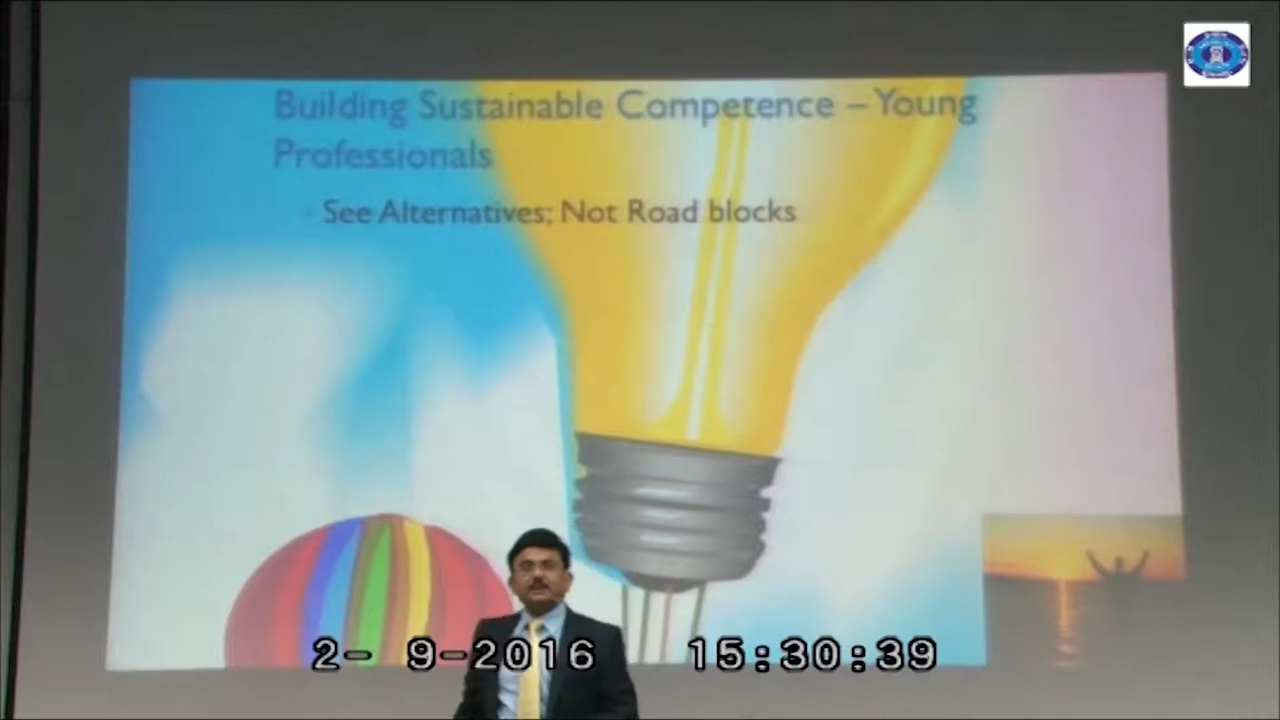 Building Sustainable Competence – Young
Professionals
See Alternatives; Not Road blocks
2- 9-2016 15:30:39